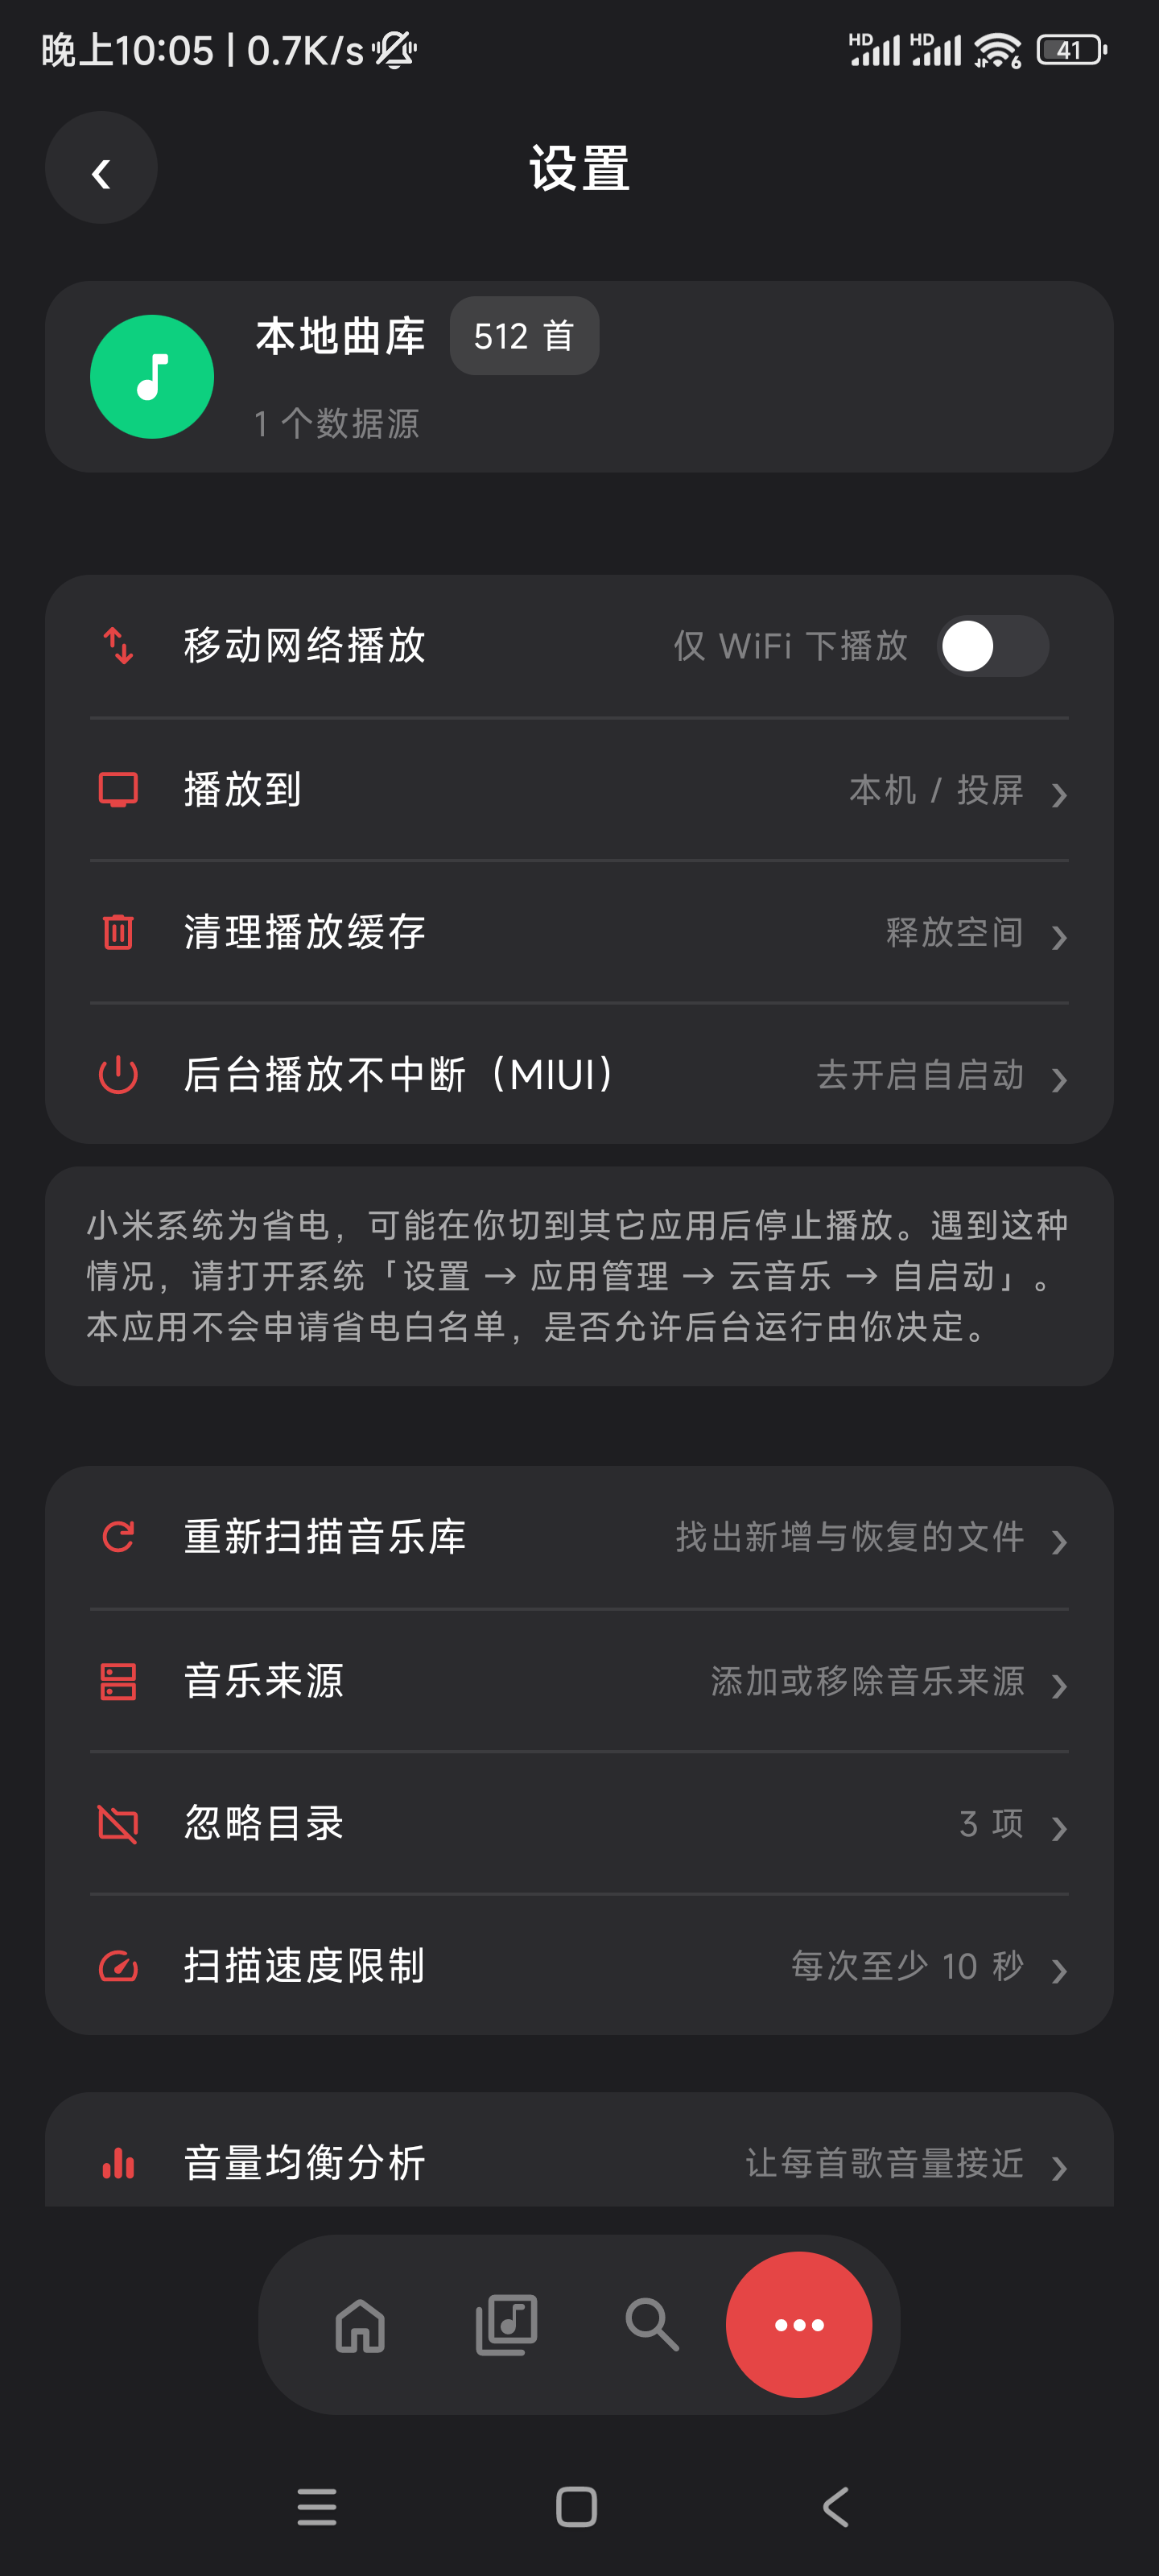 晚上10:05 | 0.7K/s HD HD 6 41
设置
本地曲库 512 首
1 个数据源
移动网络播放 仅 WiFi 下播放
播放到 本机 / 投屏
清理播放缓存 释放空间
后台播放不中断（MIUI） 去开启自启动
小米系统为省电，可能在你切到其它应用后停止播放。遇到这种
情况，请打开系统「设置 → 应用管理 → 云音乐 → 自启动」。
本应用不会申请省电白名单，是否允许后台运行由你决定。
重新扫描音乐库 找出新增与恢复的文件
音乐来源 添加或移除音乐来源
忽略目录 3 项
扫描速度限制 每次至少 10 秒
音量均衡分析 让每首歌音量接近